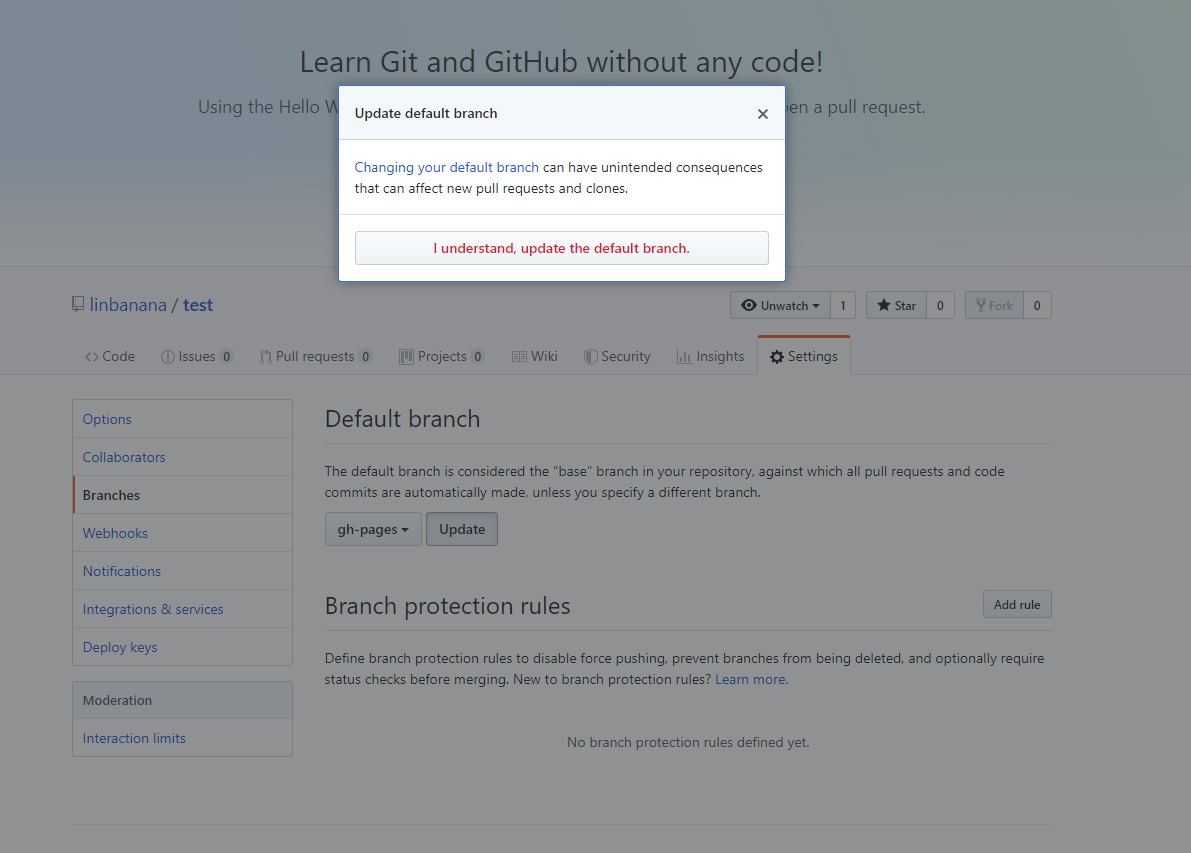 Learn Git and GitHub without any code!
Using the Hello W
en a pull request.
Update default branch
Changing your default branch can have unintended consequences
that can affect new pull requests and clones.
I understand, update the default branch.
linbanana / test
Unwatch 1 Star 0 Fork 0
Code Issues 0 Pull requests 0 Projects 0 Wiki Security Insights Settings
Options
Collaborators
Branches
Webhooks
Notifications
Integrations & services
Deploy keys
Moderation
Interaction limits
Default branch
The default branch is considered the “base” branch in your repository, against which all pull requests and code
commits are automatically made, unless you specify a different branch.
gh-pages Update
Branch protection rules
Add rule
Define branch protection rules to disable force pushing, prevent branches from being deleted, and optionally require
status checks before merging. New to branch protection rules? Learn more.
No branch protection rules defined yet.